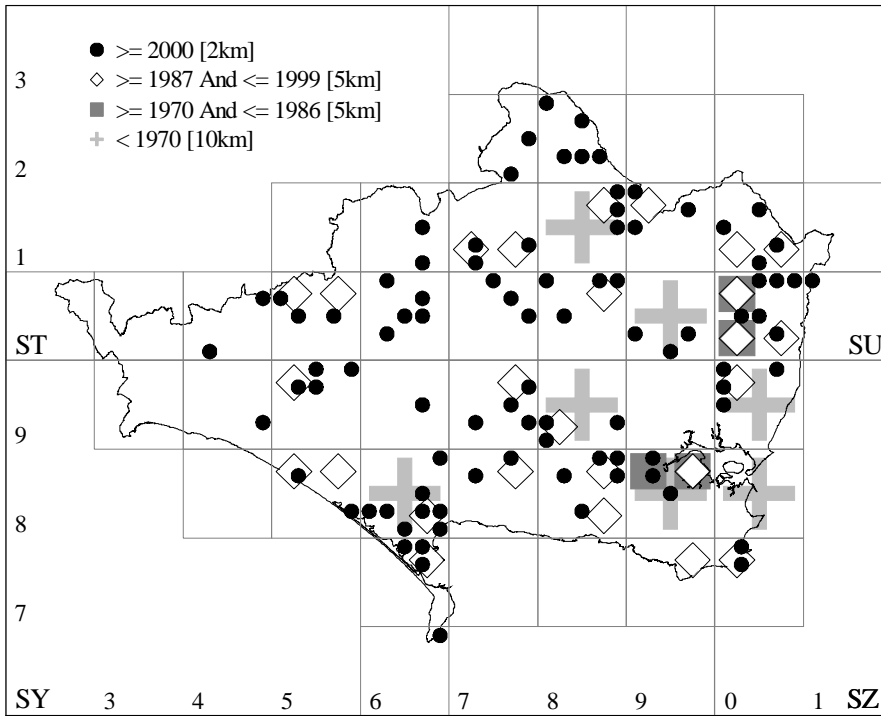 >= 2000 [2km]
>= 1987 And <= 1999 [5km]
>= 1970 And <= 1986 [5km]
< 1970 [10km]
3
2
1
ST SU
9
8
7
SY 3 4 5 6 7 8 9 0 1 SZ